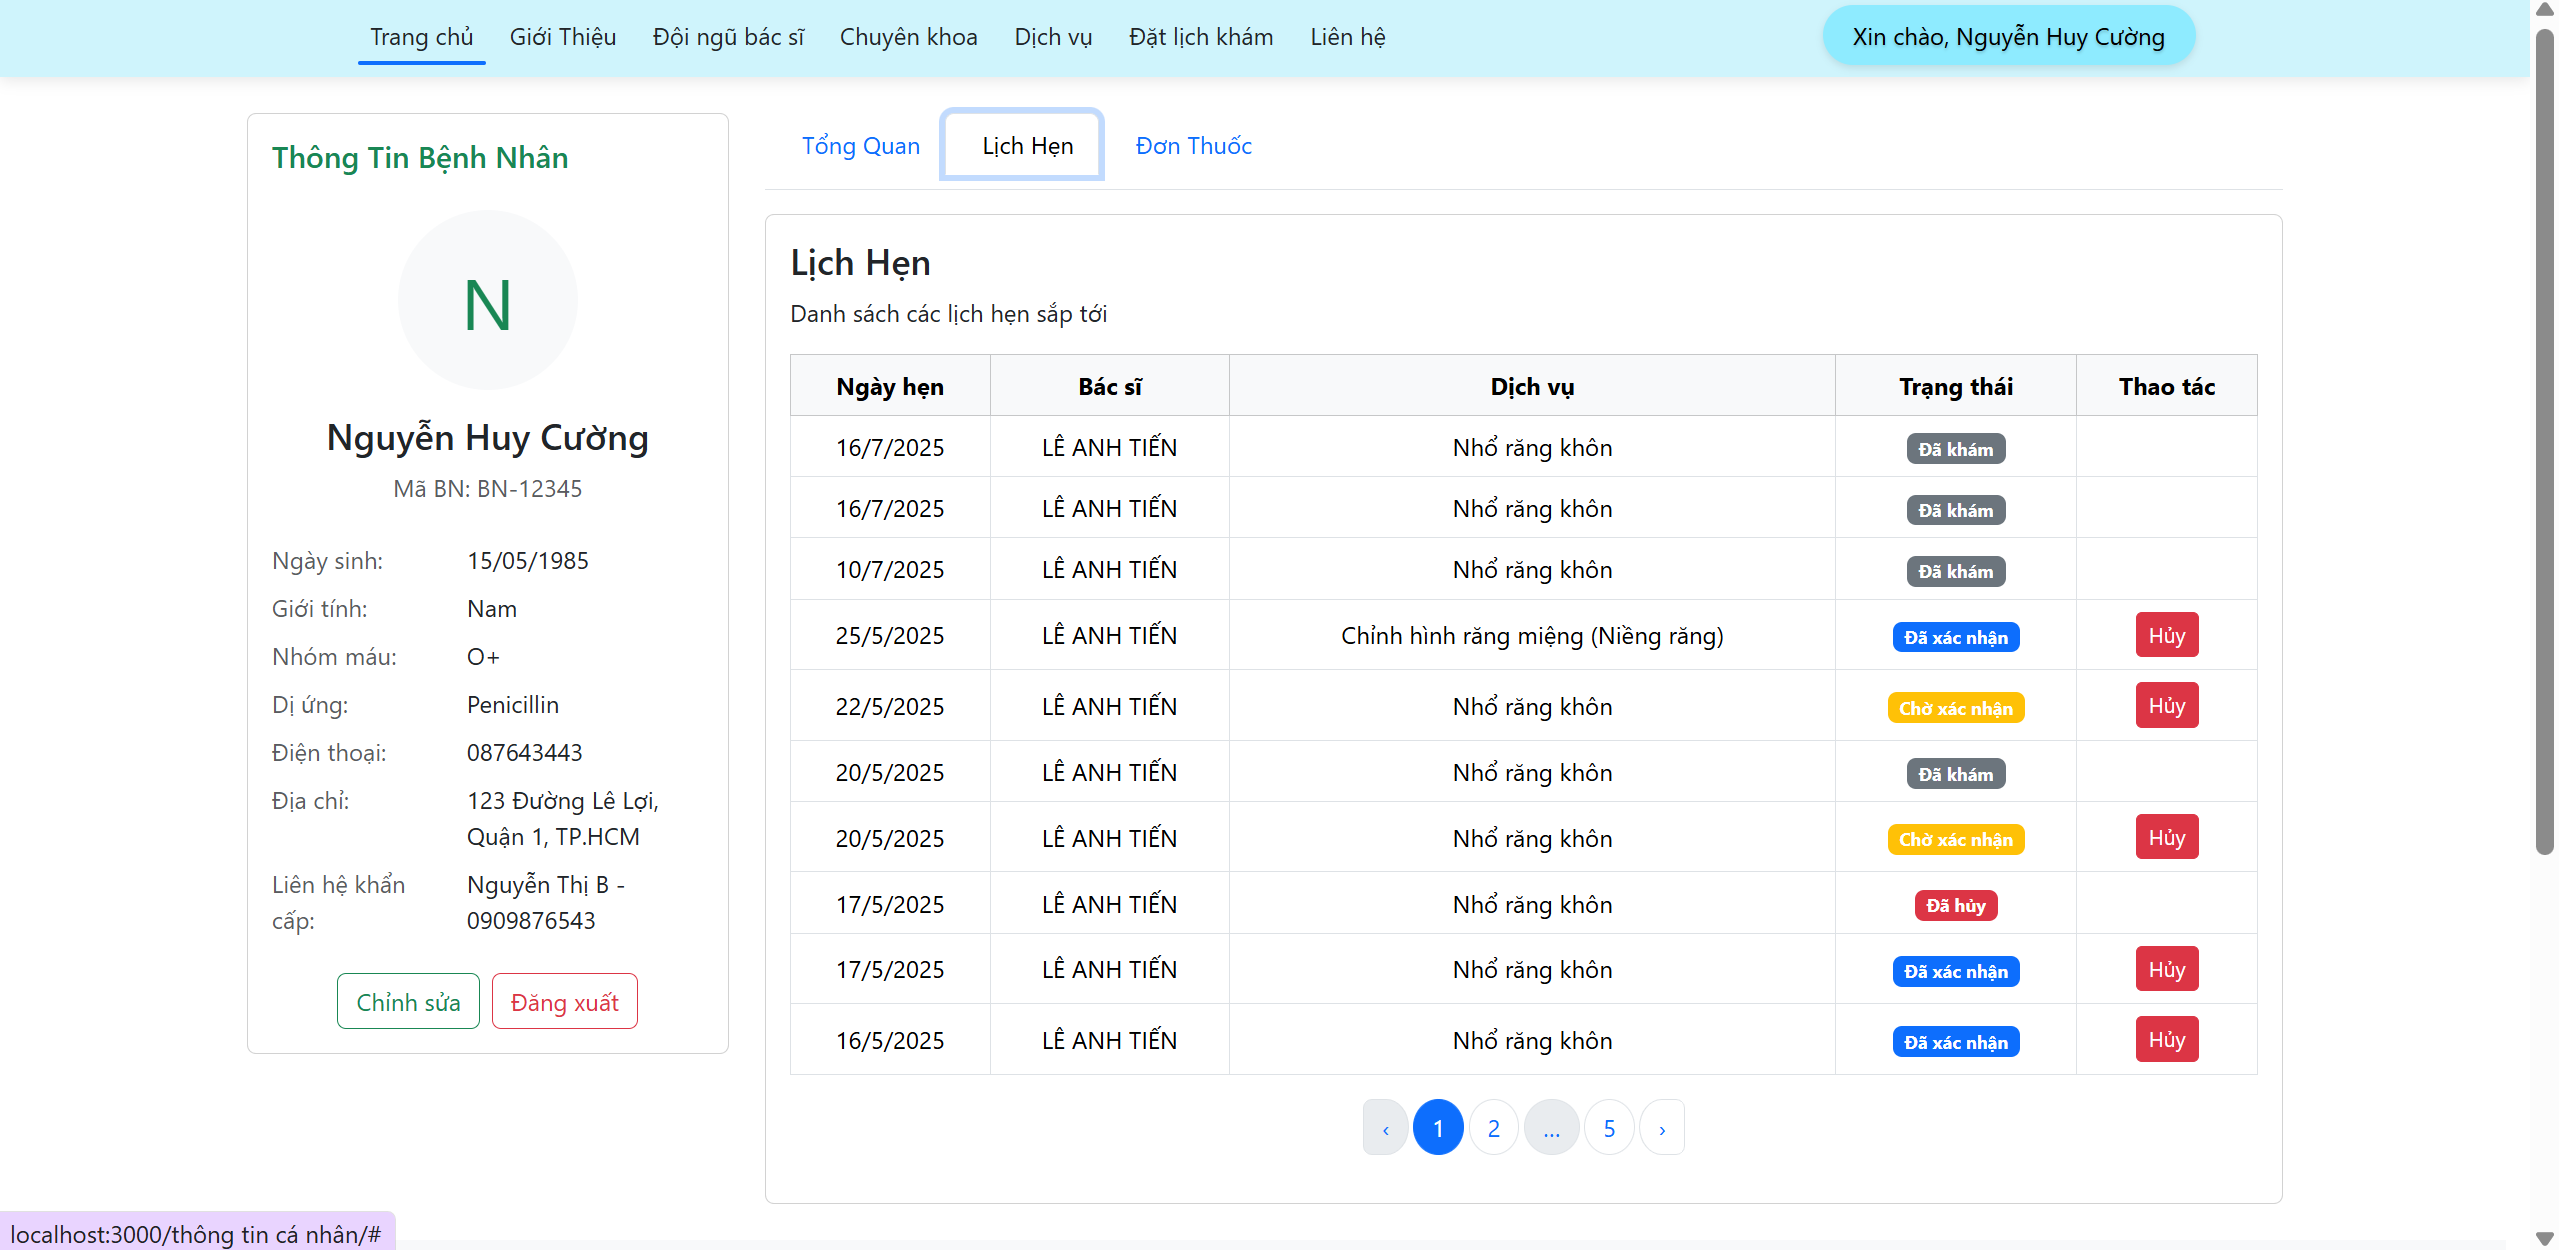 Trang chủ Giới Thiệu Đội ngũ bác sĩ Chuyên khoa Dịch vụ Đặt lịch khám Liên hệ Xin chào, Nguyễn Huy Cường
Thông Tin Bệnh Nhân
N
Nguyễn Huy Cường
Mã BN: BN-12345
Ngày sinh: 15/05/1985
Giới tính: Nam
Nhóm máu: O+
Dị ứng: Penicillin
Điện thoại: 087643443
Địa chỉ: 123 Đường Lê Lợi,
Quận 1, TP.HCM
Liên hệ khẩn Nguyễn Thị B -
cấp: 0909876543
Chỉnh sửa Đăng xuất
Tổng Quan Lịch Hẹn Đơn Thuốc
Lịch Hẹn
Danh sách các lịch hẹn sắp tới
Ngày hẹn Bác sĩ Dịch vụ Trạng thái Thao tác
16/7/2025 LÊ ANH TIẾN Nhổ răng khôn Đã khám
16/7/2025 LÊ ANH TIẾN Nhổ răng khôn Đã khám
10/7/2025 LÊ ANH TIẾN Nhổ răng khôn Đã khám
25/5/2025 LÊ ANH TIẾN Chỉnh hình răng miệng (Niềng răng) Đã xác nhận Hủy
22/5/2025 LÊ ANH TIẾN Nhổ răng khôn Chờ xác nhận Hủy
20/5/2025 LÊ ANH TIẾN Nhổ răng khôn Đã khám
20/5/2025 LÊ ANH TIẾN Nhổ răng khôn Chờ xác nhận Hủy
17/5/2025 LÊ ANH TIẾN Nhổ răng khôn Đã hủy
17/5/2025 LÊ ANH TIẾN Nhổ răng khôn Đã xác nhận Hủy
16/5/2025 LÊ ANH TIẾN Nhổ răng khôn Đã xác nhận Hủy
‹ 1 2 ... 5 ›
localhost:3000/thông tin cá nhân/#